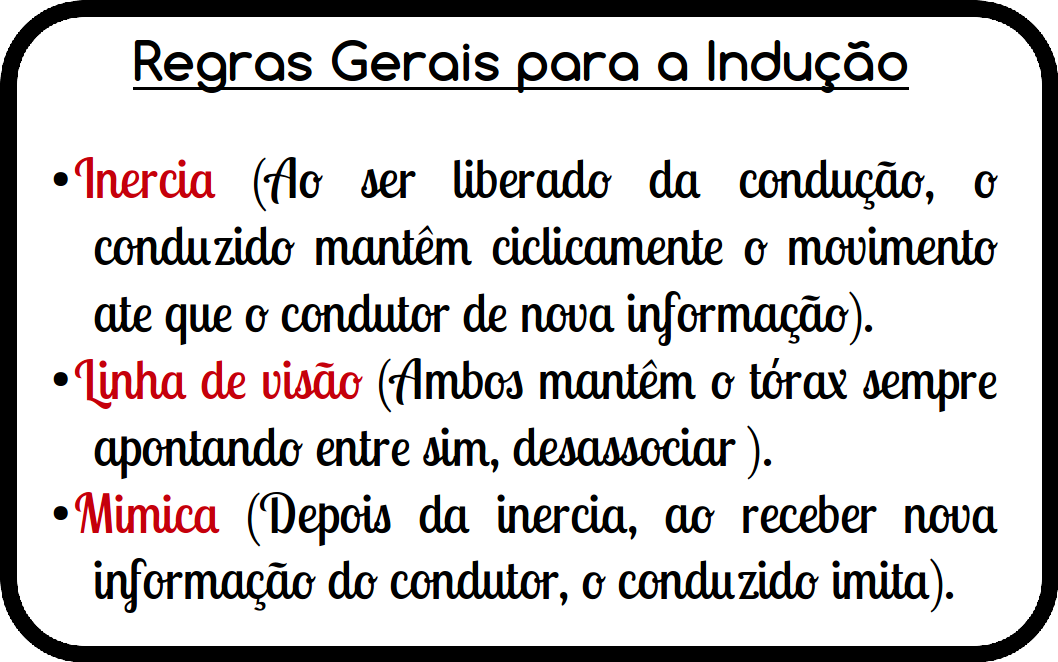 Regras Gerais para a Indução
•Inercia (Ao ser liberado da condução, o
conduzido mantêm ciclicamente o movimento
ate que o condutor de nova informação).
•Linha de visão (Ambos mantêm o tórax sempre
apontando entre sim, desassociar ).
•Mimica (Depois da inercia, ao receber nova
informação do condutor, o conduzido imita).